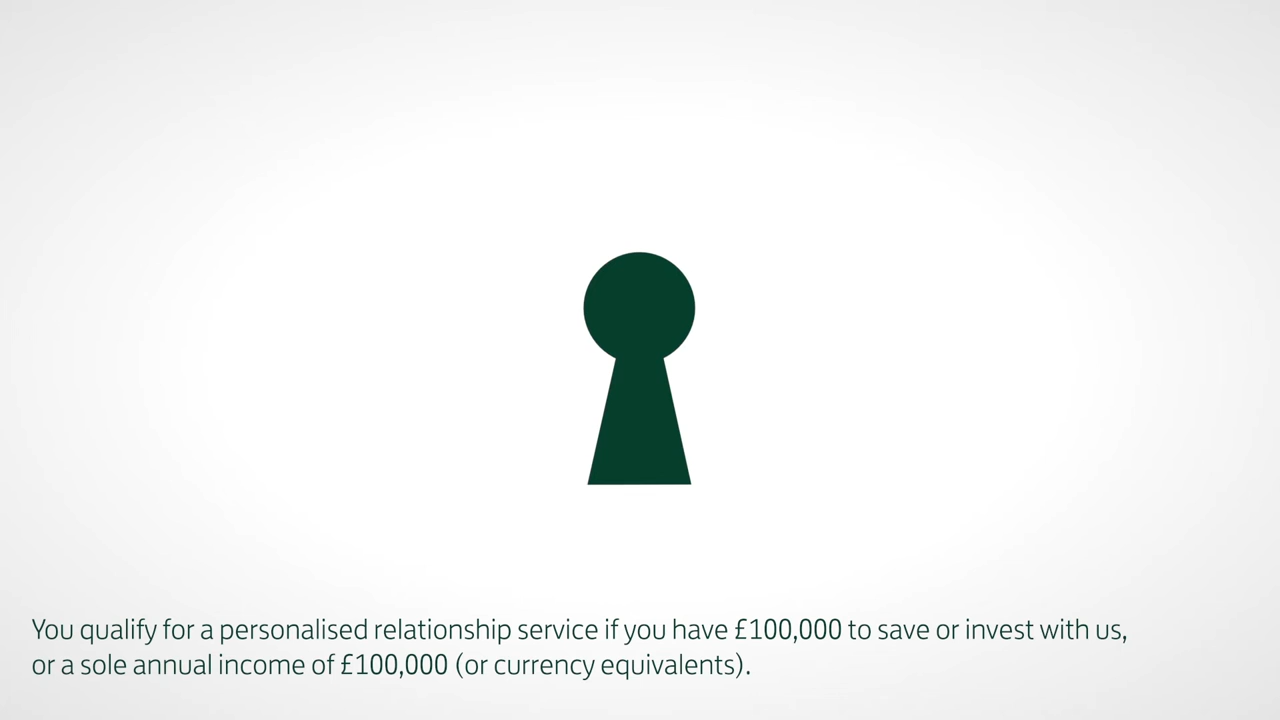 You qualify for a personalised relationship service if you have £100,000 to save or invest with us,
or a sole annual income of £100,000 (or currency equivalents).